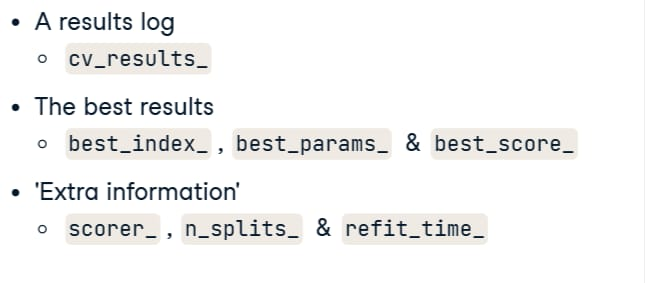 • A results log
◦ cv_results_
• The best results
◦ best_index_ , best_params_ & best_score_
• 'Extra information'
◦ scorer_ , n_splits_ & refit_time_